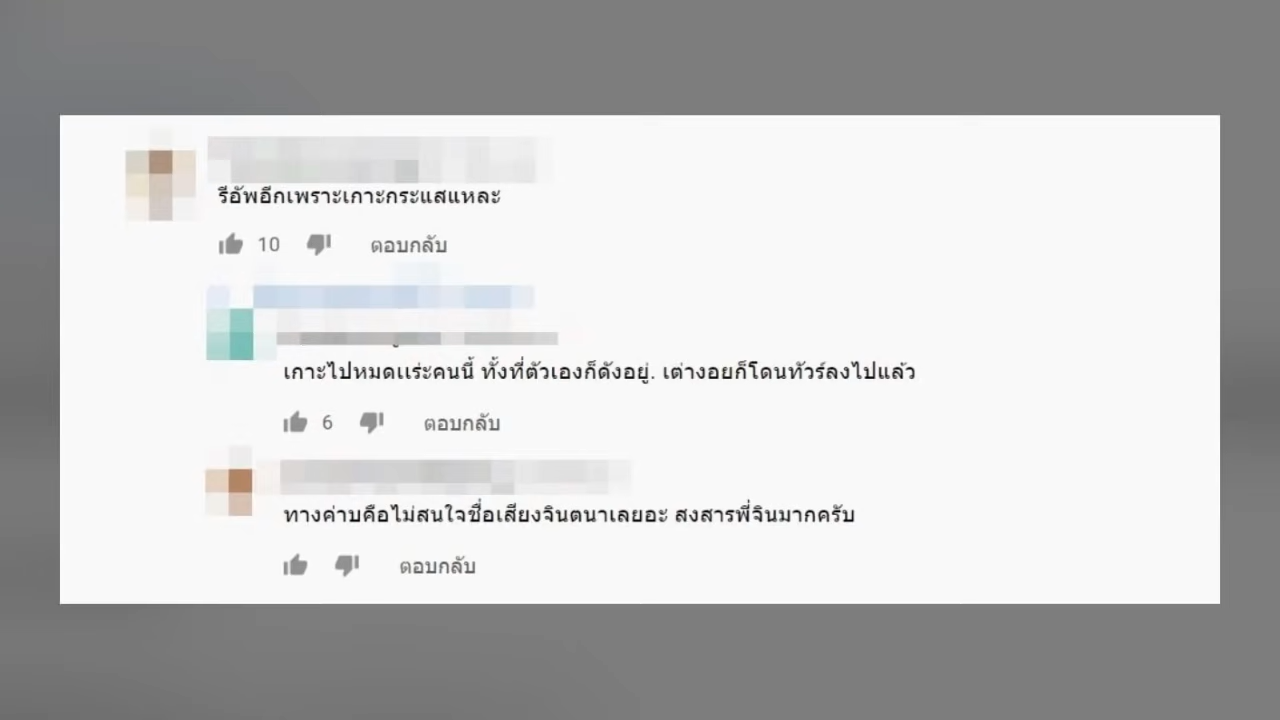 รีอัพอีกเพราะเกาะกระแสแหละ
10 ตอบกลับ
เกาะไปหมดเเร่ะคนนี้ ทั้งที่ตัวเองก็ดังอยู่. เต่างอยก็โดนทัวร์ลงไปแล้ว
6 ตอบกลับ
ทางค่าบคือไม่สนใจชื่อเสียงจินตนาเลยอะ สงสารพี่จินมากครับ
ตอบกลับ